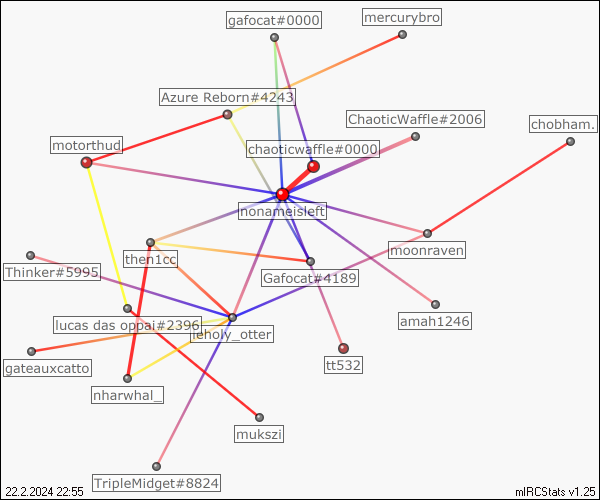 gafocat#0000
mercurybro
Azure Reborn#4243
ChaoticWaffle#2006
chobham.
motorthud
chaoticwaffle#0000
nonameisleft
moonraven
then1cc
Thinker#5995
Gafocat#4189
amah1246
lucas das oppai#2396
leholy_otter
gateauxcatto
tt532
nharwhal_
mukszi
TripleMidget#8824
22.2.2024 22:55
mIRCStats v1.25